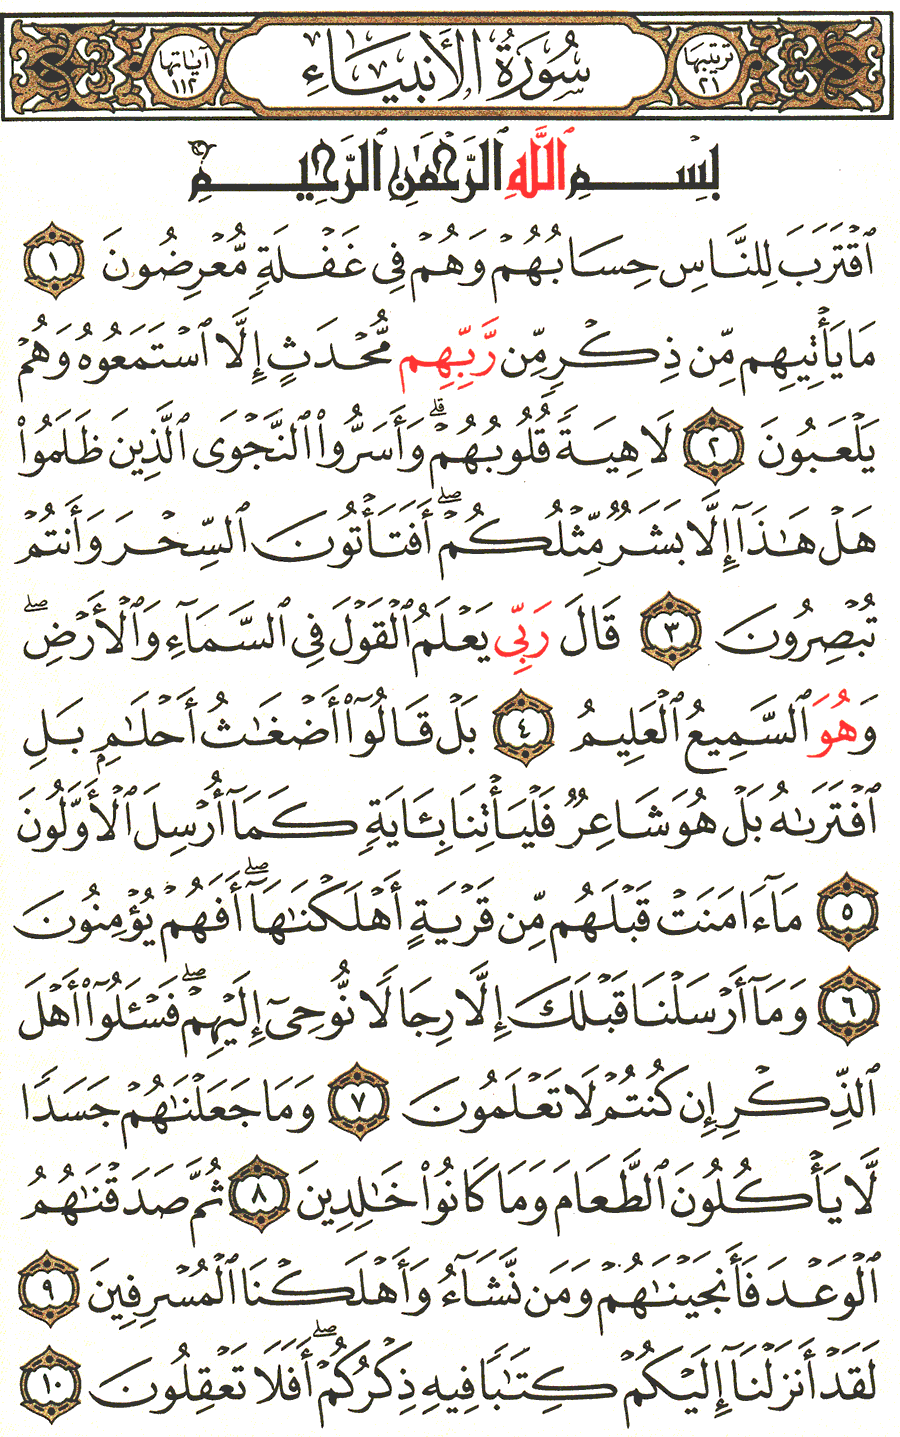 ترتيبها ٢١
سُورَةُ الأَنبِيَاءِ
آياتها ١١٢
بِسْمِ ٱللَّهِ ٱلرَّحْمَٰنِ ٱلرَّحِيمِ
ٱقْتَرَبَ لِلنَّاسِ حِسَابُهُمْ وَهُمْ فِى غَفْلَةٍ مُّعْرِضُونَ ١
مَا يَأْتِيهِم مِّن ذِكْرٍ مِّن رَّبِّهِم مُّحْدَثٍ إِلَّا ٱسْتَمَعُوهُ وَهُمْ
يَلْعَبُونَ ٢ لَاهِيَةً قُلُوبُهُمْ ۗ وَأَسَرُّوا۟ ٱلنَّجْوَى ٱلَّذِينَ ظَلَمُوا۟
هَلْ هَٰذَآ إِلَّا بَشَرٌ مِّثْلُكُمْ ۖ أَفَتَأْتُونَ ٱلسِّحْرَ وَأَنتُمْ
تُبْصِرُونَ ٣ قَالَ رَبِّى يَعْلَمُ ٱلْقَوْلَ فِى ٱلسَّمَآءِ وَٱلْأَرْضِ ۖ
وَهُوَ ٱلسَّمِيعُ ٱلْعَلِيمُ ٤ بَلْ قَالُوٓا۟ أَضْغَٰثُ أَحْلَٰمٍۭ بَلِ
ٱفْتَرَىٰهُ بَلْ هُوَ شَاعِرٌ فَلْيَأْتِنَا بِـَٔايَةٍ كَمَآ أُرْسِلَ ٱلْأَوَّلُونَ
٥ مَآ ءَامَنَتْ قَبْلَهُم مِّن قَرْيَةٍ أَهْلَكْنَٰهَآ ۖ أَفَهُمْ يُؤْمِنُونَ
٦ وَمَآ أَرْسَلْنَا قَبْلَكَ إِلَّا رِجَالًا نُّوحِىٓ إِلَيْهِمْ ۖ فَسْـَٔلُوٓا۟ أَهْلَ
ٱلذِّكْرِ إِن كُنتُمْ لَا تَعْلَمُونَ ٧ وَمَا جَعَلْنَٰهُمْ جَسَدًا
لَّا يَأْكُلُونَ ٱلطَّعَامَ وَمَا كَانُوا۟ خَٰلِدِينَ ٨ ثُمَّ صَدَقْنَٰهُمُ
ٱلْوَعْدَ فَأَنجَيْنَٰهُمْ وَمَن نَّشَآءُ وَأَهْلَكْنَا ٱلْمُسْرِفِينَ ٩
لَقَدْ أَنزَلْنَآ إِلَيْكُمْ كِتَٰبًا فِيهِ ذِكْرُكُمْ ۖ أَفَلَا تَعْقِلُونَ ١٠